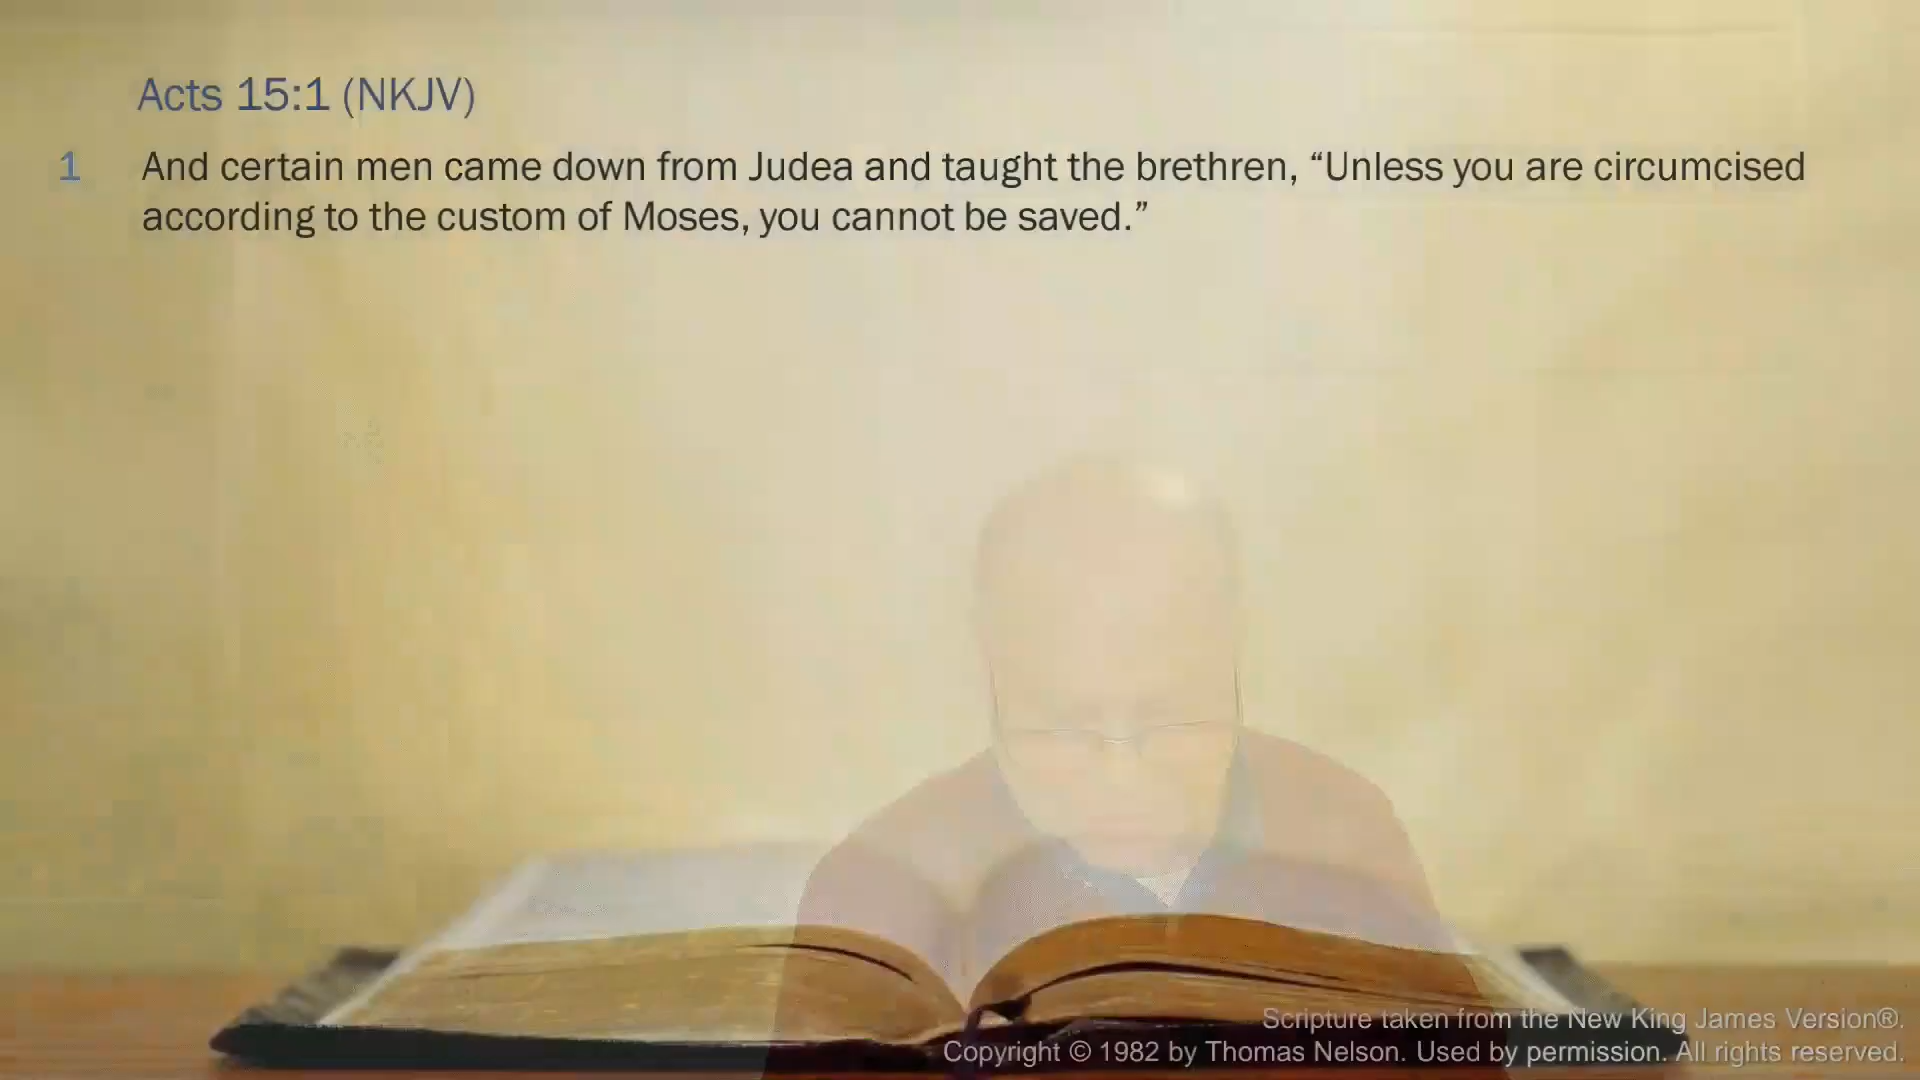 Acts 15:1 (NKJV)
1 And certain men came down from Judea and taught the brethren, “Unless you are circumcised
according to the custom of Moses, you cannot be saved.”
Scripture taken from the New King James Version®.
Copyright © 1982 by Thomas Nelson. Used by permission. All rights reserved.